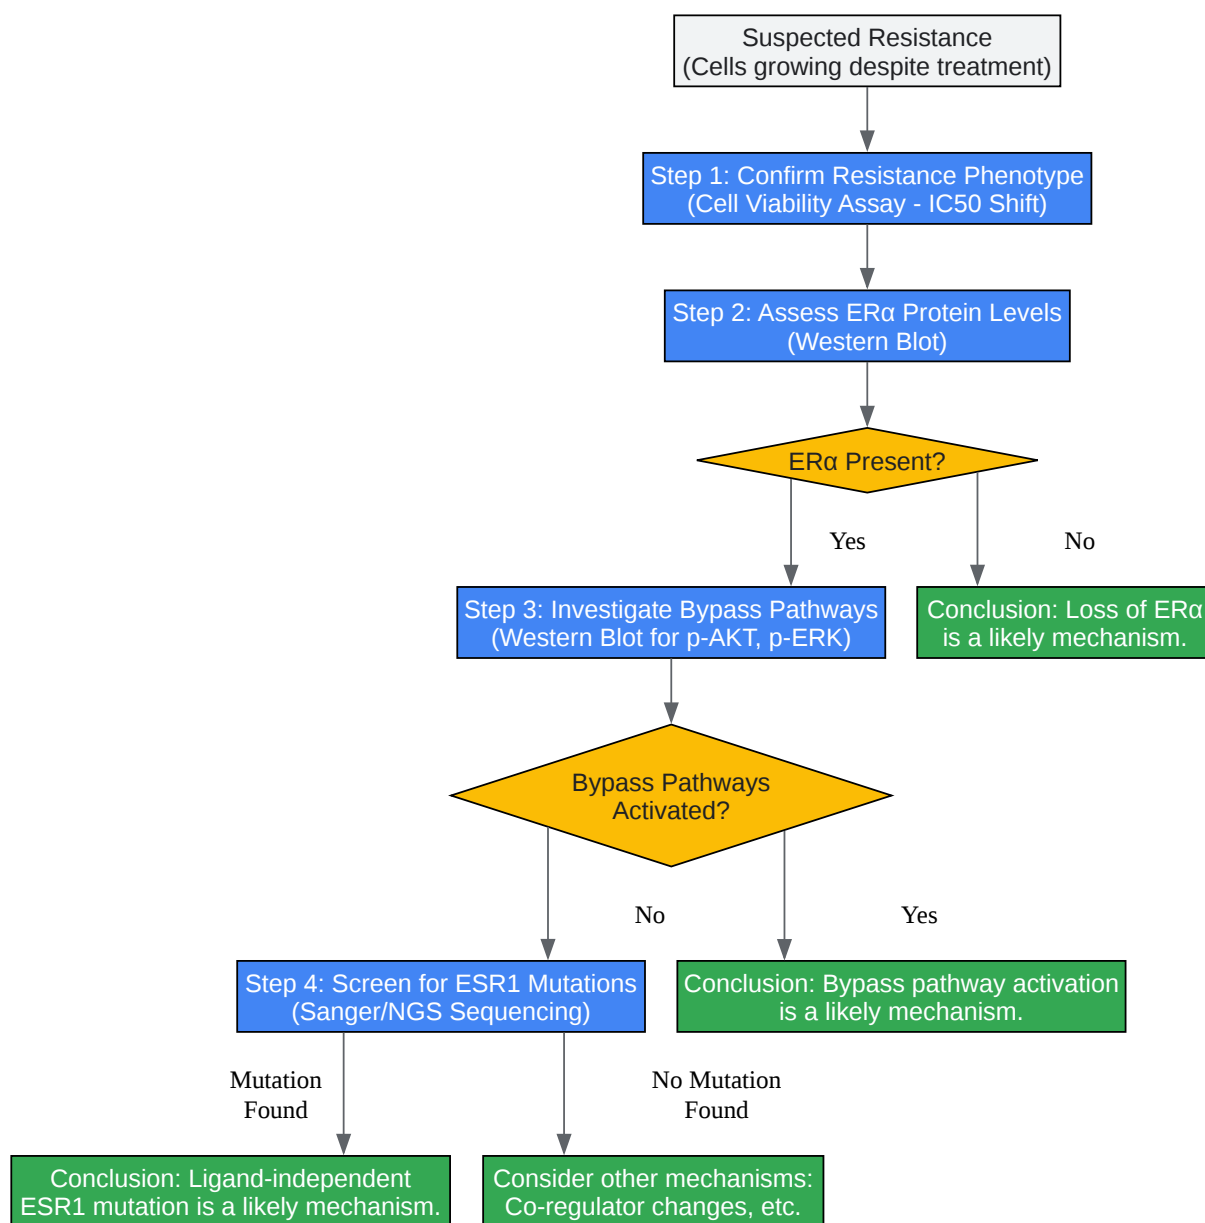 Suspected Resistance
(Cells growing despite treatment)
Step 1: Confirm Resistance Phenotype
(Cell Viability Assay - IC50 Shift)
Step 2: Assess ERα Protein Levels
(Western Blot)
ERα Present?
Yes
No
Step 3: Investigate Bypass Pathways
(Western Blot for p-AKT, p-ERK)
Conclusion: Loss of ERα
is a likely mechanism.
Bypass Pathways
Activated?
No
Yes
Step 4: Screen for ESR1 Mutations
(Sanger/NGS Sequencing)
Conclusion: Bypass pathway activation
is a likely mechanism.
Mutation
Found
No Mutation
Found
Conclusion: Ligand-independent
ESR1 mutation is a likely mechanism.
Consider other mechanisms:
Co-regulator changes, etc.